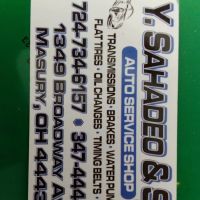 Y. SAHADEO & S
AUTO SERVICE SHOP
TRANSMISSIONS • BRAKES • WATER PUM
FLAT TIRES • OIL CHANGES • TIMING BELTS •
724-734-6157 • 347-444
1349 BROADWAY AV
MASURY, OH 4443